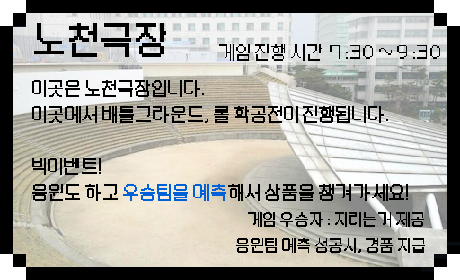 노천극장
게임 진행 시간 7:30 ~ 9:30
이곳은 노천극장입니다.
이곳에서 배틀그라운드, 롤 학공전이 진행됩니다.
빅이벤트!
응원도 하고 우승팀을 예측해서 상품을 챙겨가세요!
게임 우승자 : 지리는거 제공
응원팀 예측 성공시, 경품 지급